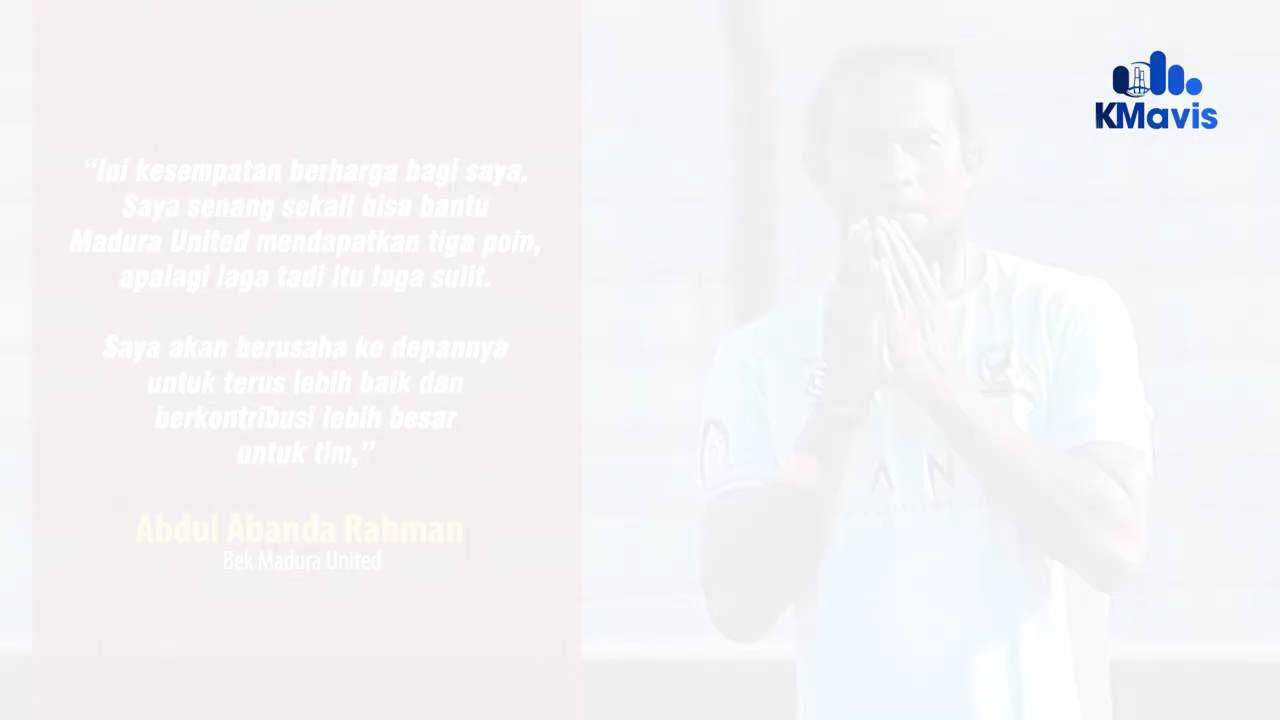 KMavis
“Ini kesempatan berharga bagi saya.
Saya senang sekali bisa bantu
Madura United mendapatkan tiga poin,
apalagi laga tadi itu laga sulit.
Saya akan berusaha ke depannya
untuk terus lebih baik dan
berkontribusi lebih besar
untuk tim,”
Abdul Abanda Rahman
Bek Madura United